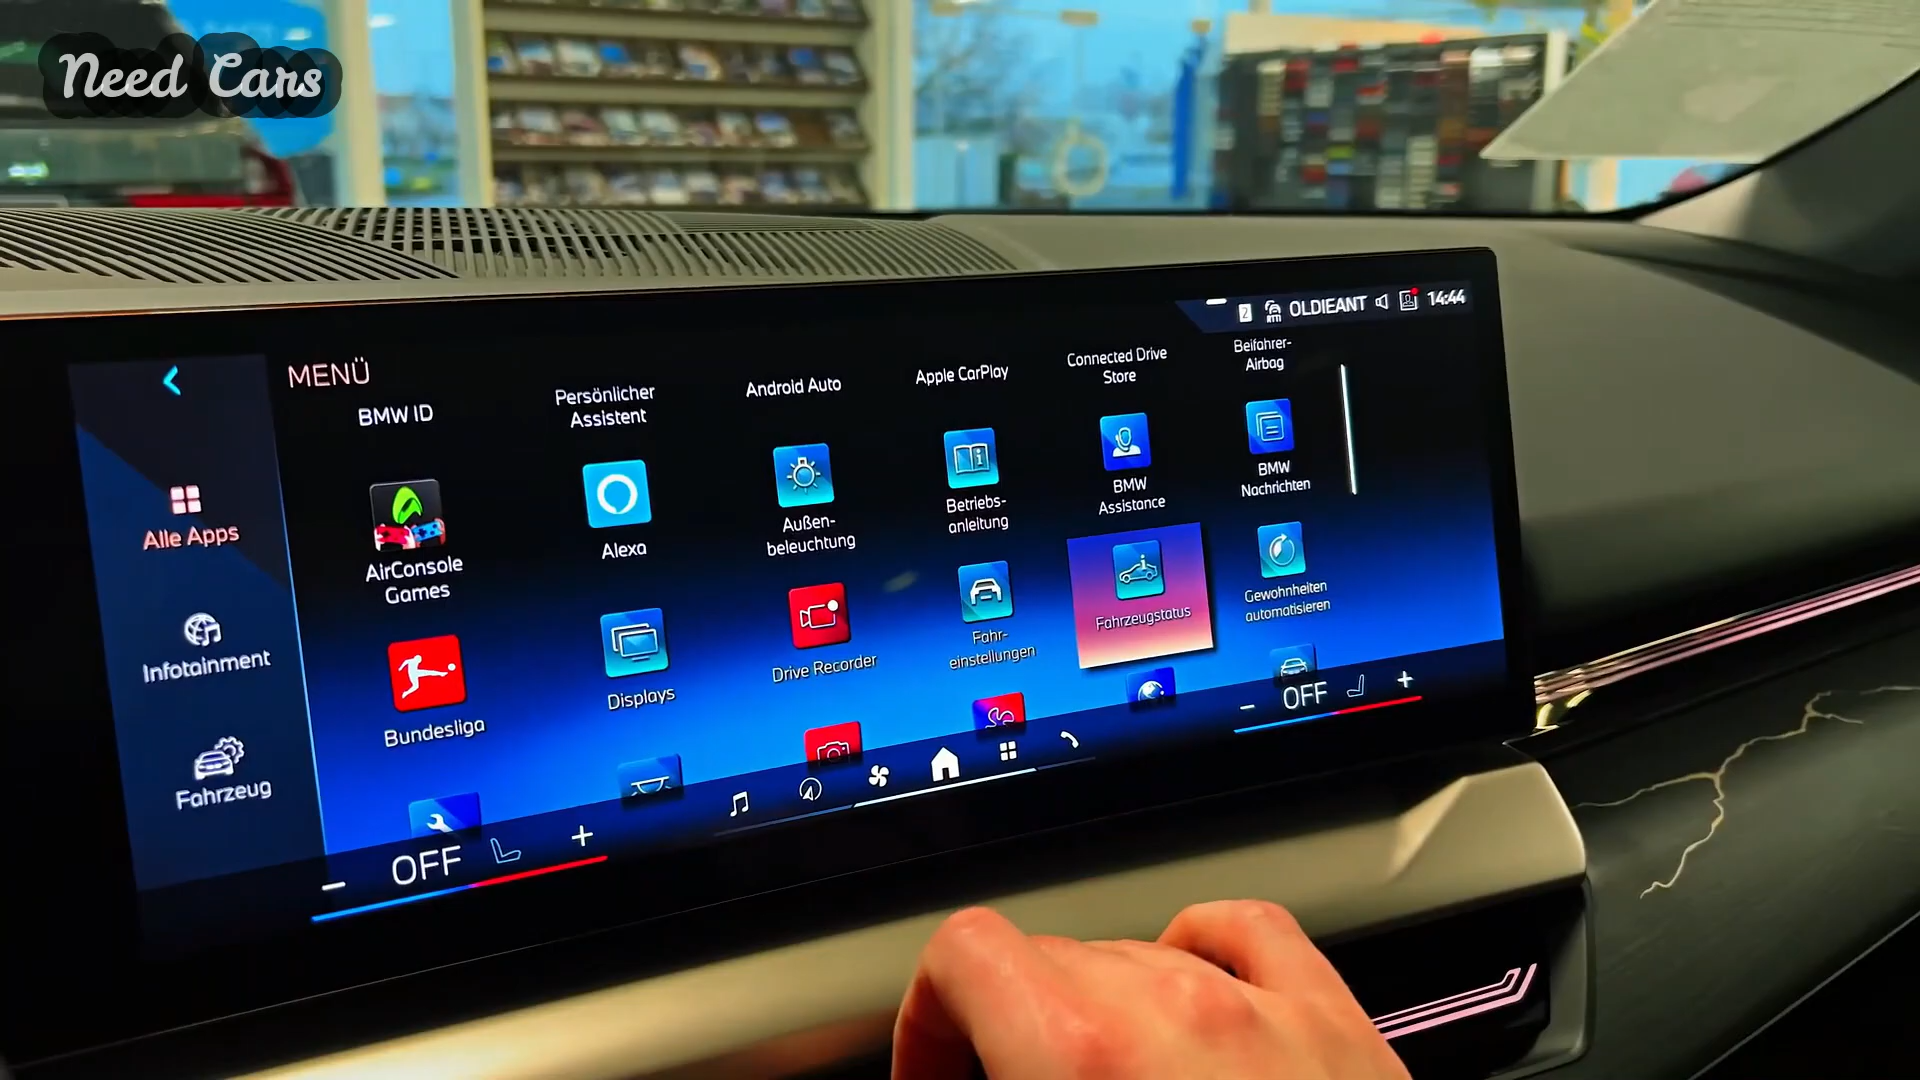 Need Cars
2
RTTI
OLDIEANT
14:44
MENÜ
Alle Apps
Infotainment
Fahrzeug
BMW ID
Persönlicher
Assistent
Android Auto
Apple CarPlay
Connected Drive
Store
Beifahrer-
Airbag
AirConsole
Games
Alexa
Außen-
beleuchtung
Betriebs-
anleitung
BMW
Assistance
BMW
Nachrichten
Bundesliga
Displays
Drive Recorder
Fahr-
einstellungen
Fahrzeugstatus
Gewohnheiten
automatisieren
- OFF +
- OFF +